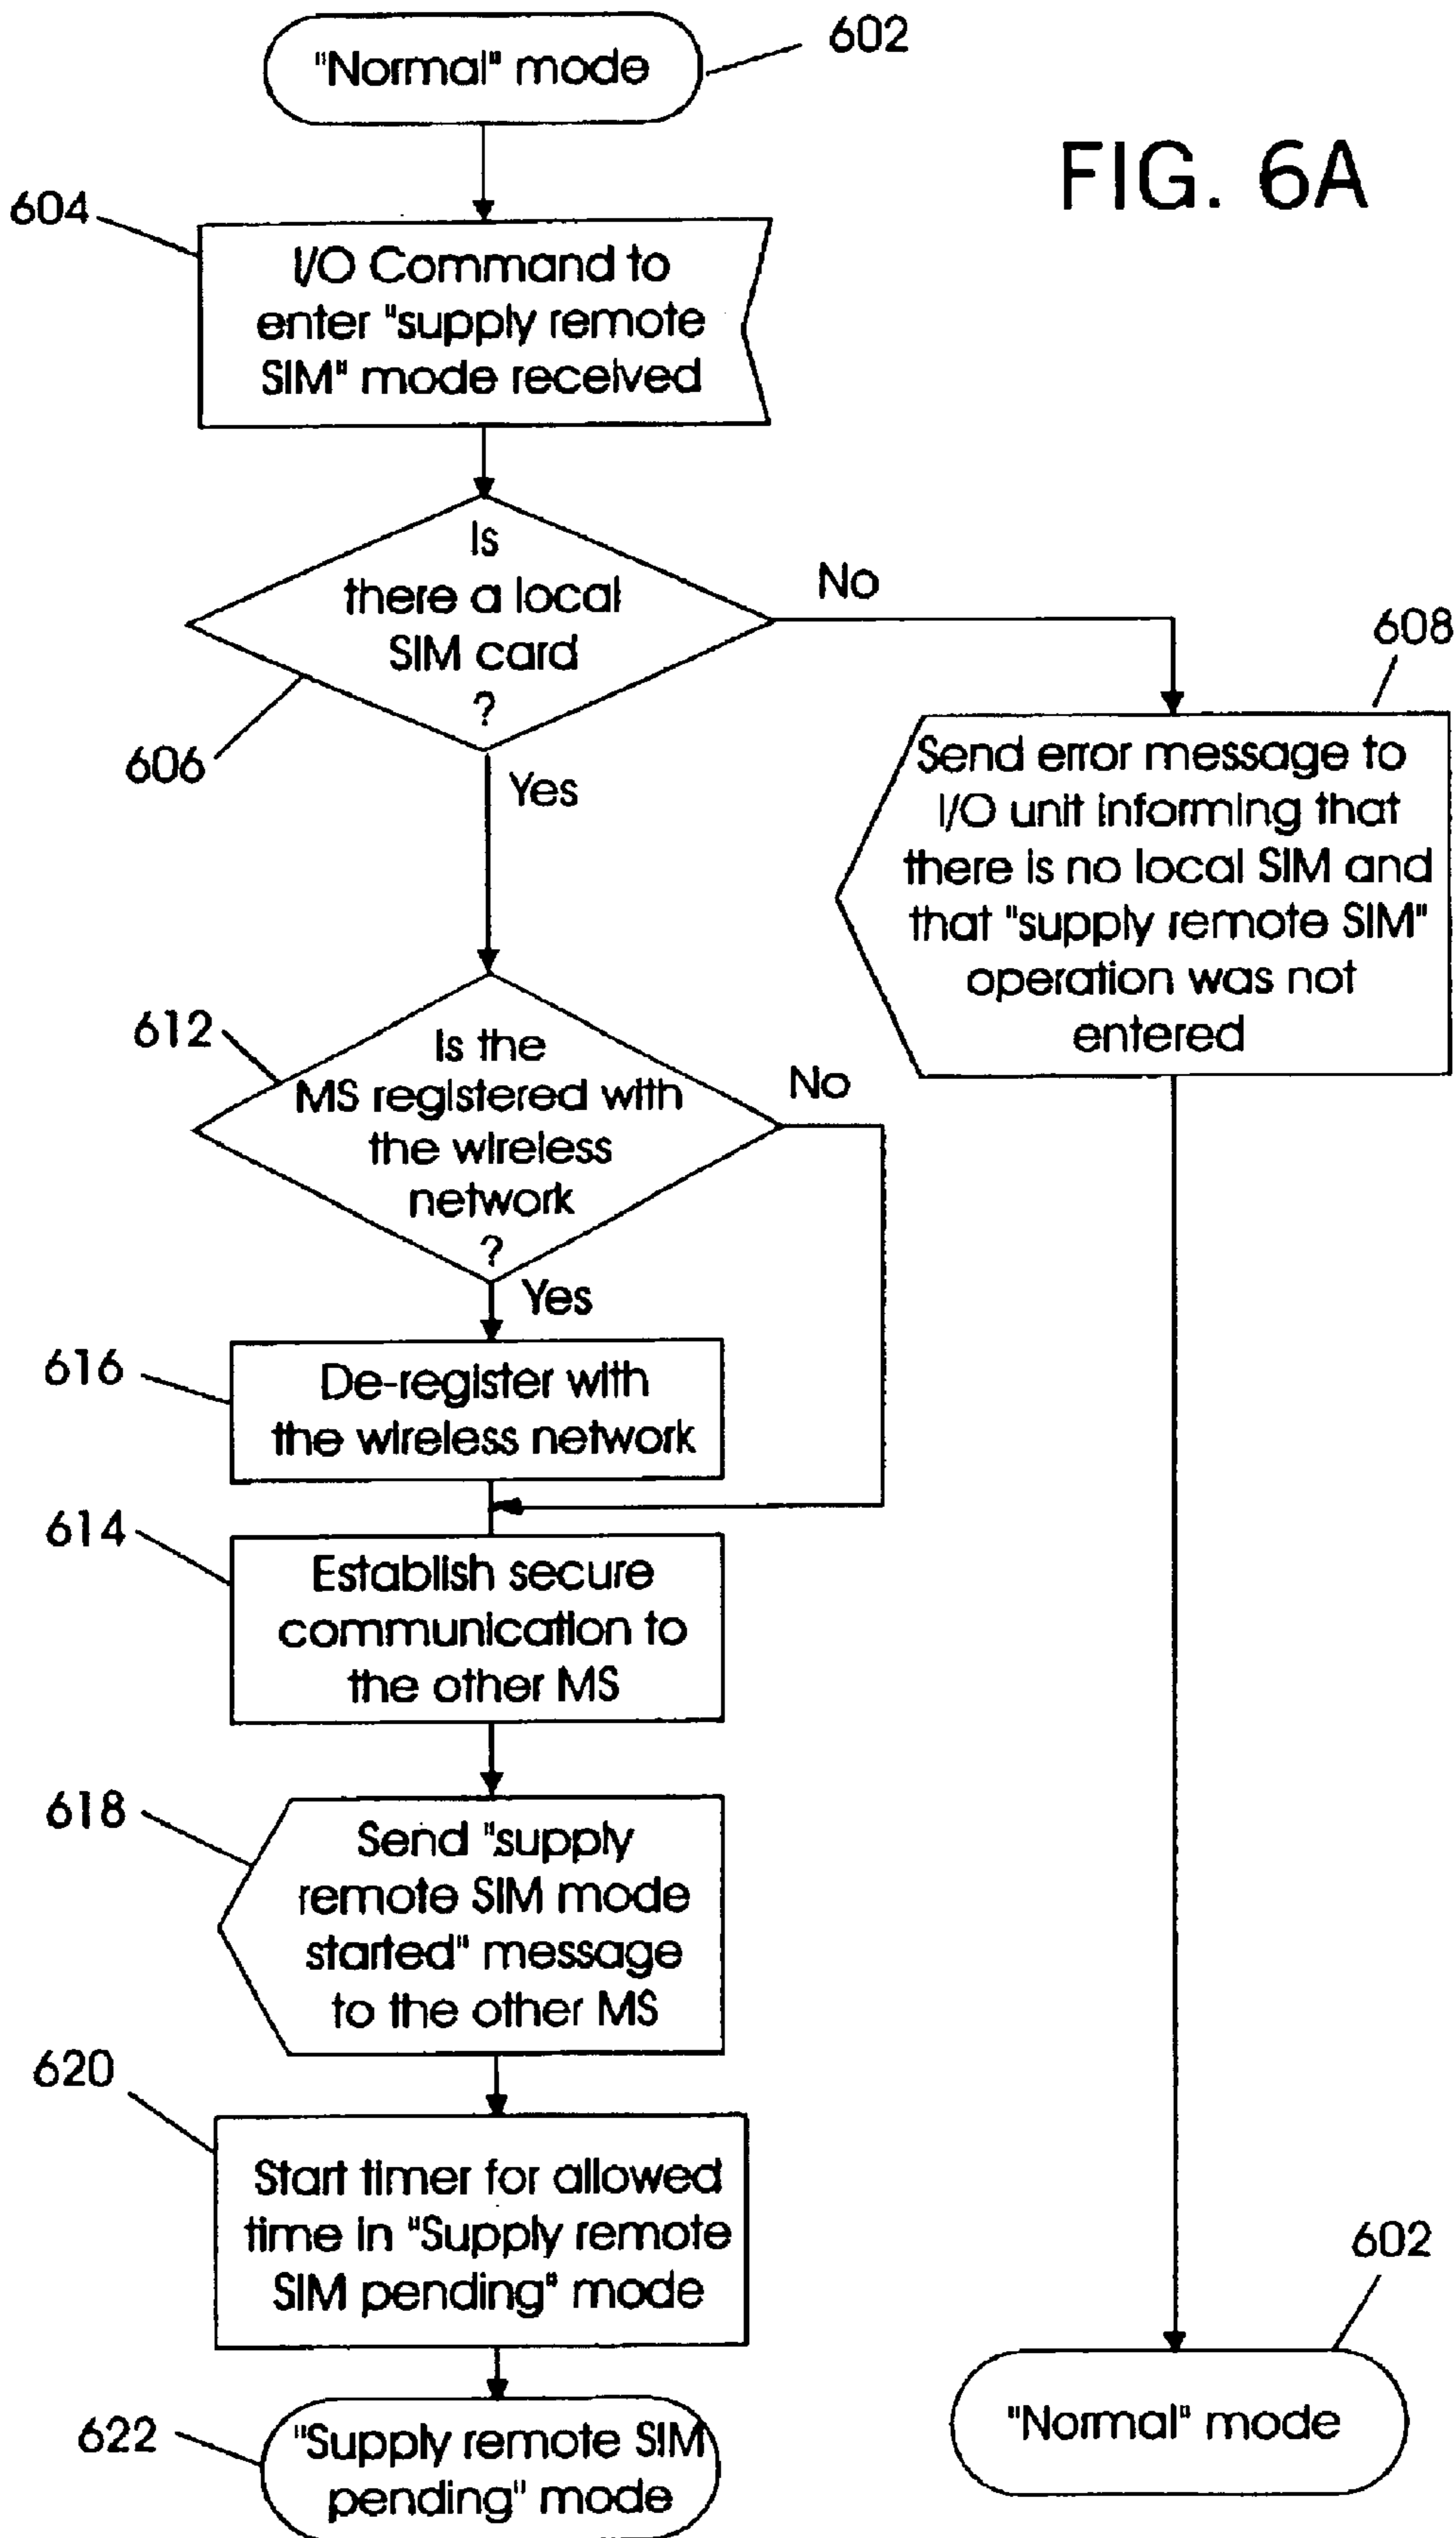 "Normal" mode
602
FIG. 6A
604
I/O Command to
enter "supply remote
SIM" mode received
Is
there a local
SIM card
?
606
No
Yes
608
Send error message to
I/O unit informing that
there is no local SIM and
that "supply remote SIM"
operation was not
entered
612
Is the
MS registered with
the wireless
network
?
No
Yes
616
De-register with
the wireless network
614
Establish secure
communication to
the other MS
618
Send "supply
remote SIM mode
started" message
to the other MS
620
Start timer for allowed
time in "Supply remote
SIM pending" mode
622
"Supply remote SIM
pending" mode
602
"Normal" mode